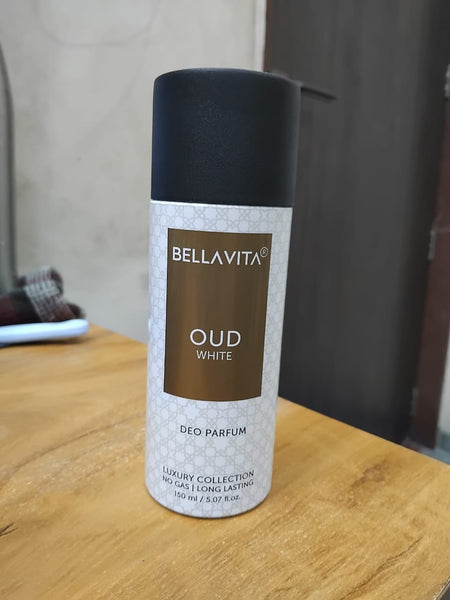 BELLAVITA®
OUD
WHITE
DEO PARFUM
LUXURY COLLECTION
NO GAS | LONG LASTING
150 ml / 5.07 fl.oz.